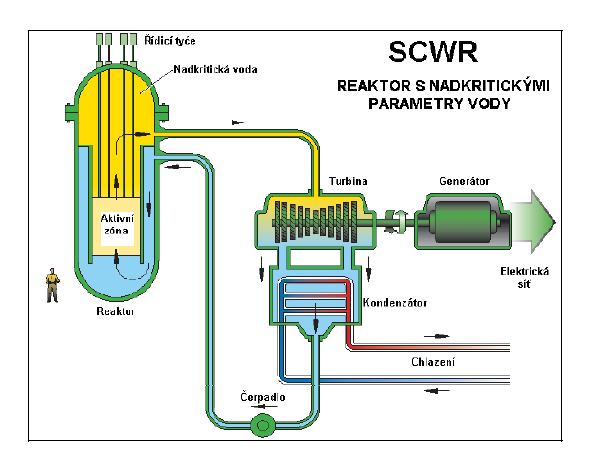 SCWR
REAKTOR S NADKRITICKÝMI
PARAMETRY VODY
Řídicí tyče
Nadkritická voda
Turbína
Generátor
Aktivní
zóna
Elektrická
síť
Reaktor
Kondenzátor
Chlazení
Čerpadlo